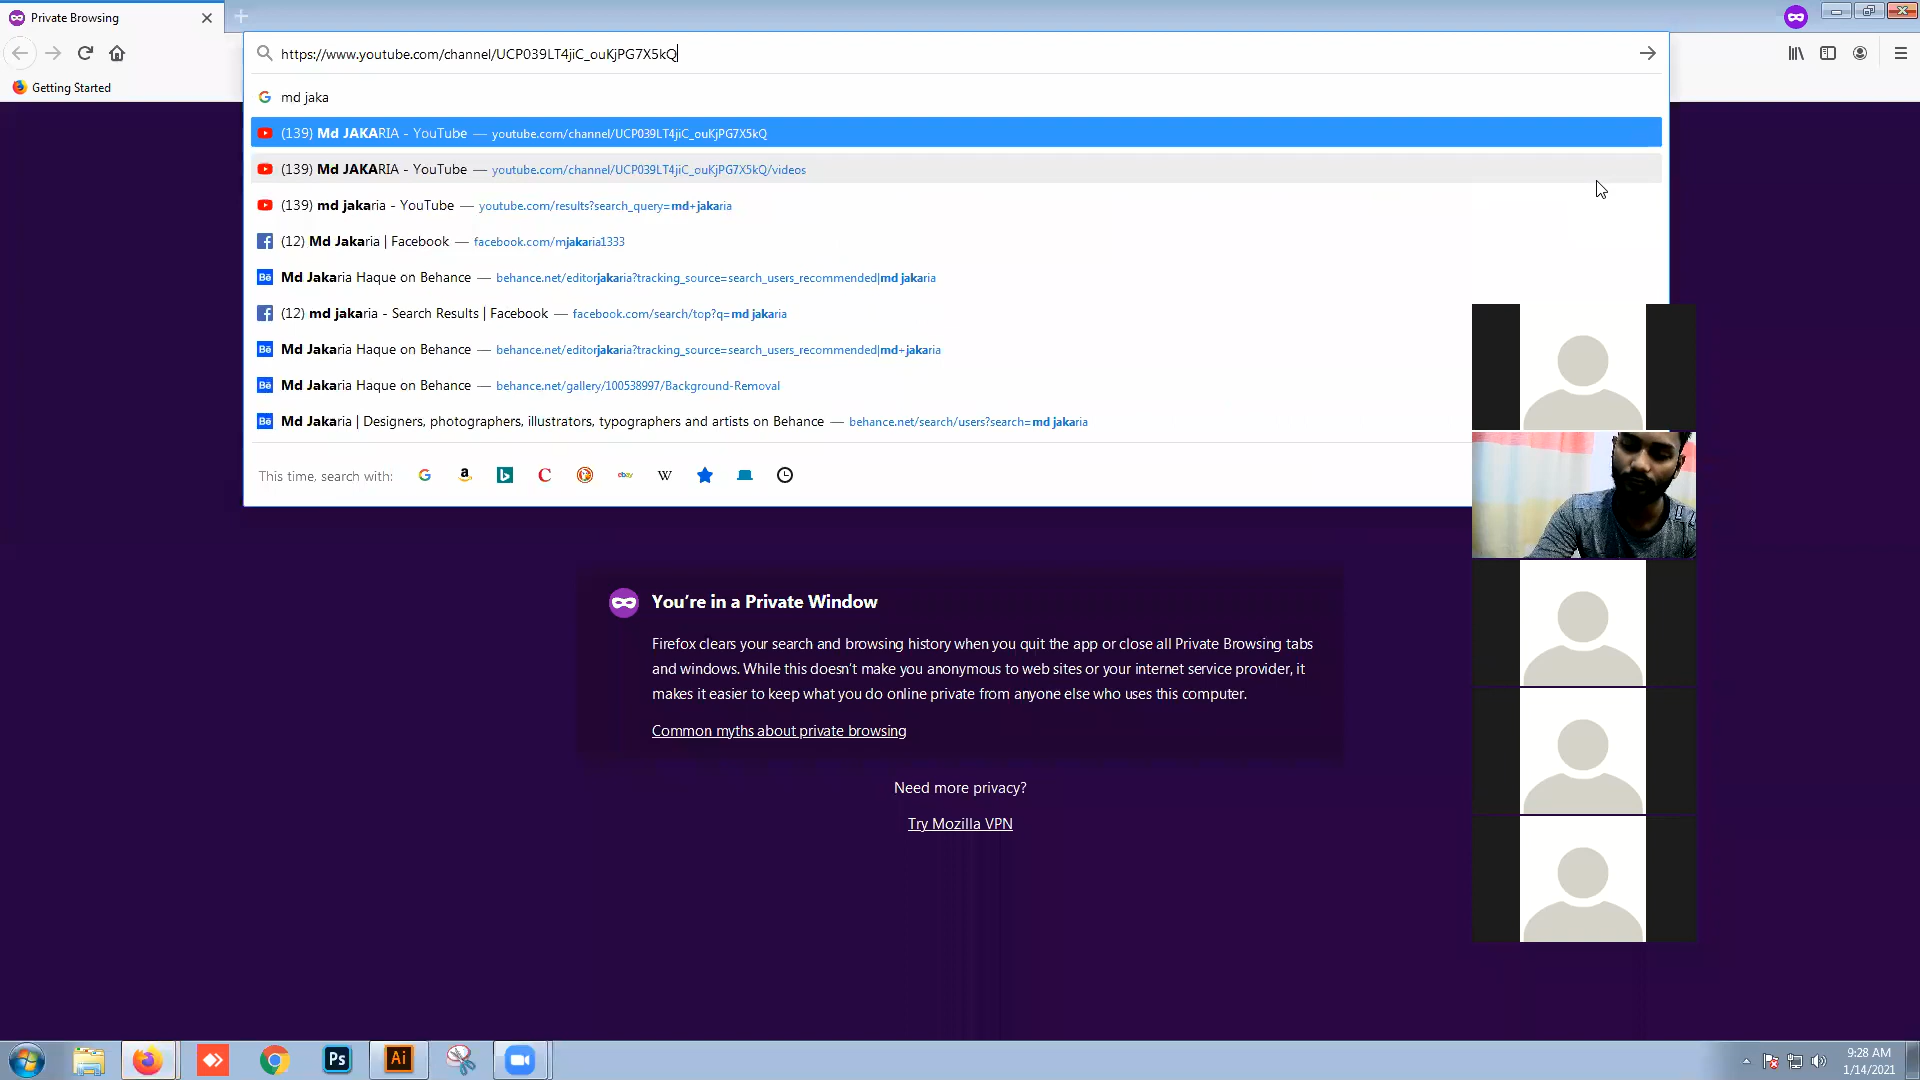 Private Browsing
https://www.youtube.com/channel/UCP039LT4jiC_ouKjPG7X5kQ
Getting Started
md jaka
(139) Md JAKARIA - YouTube — youtube.com/channel/UCP039LT4jiC_ouKjPG7X5kQ
(139) Md JAKARIA - YouTube — youtube.com/channel/UCP039LT4jiC_ouKjPG7X5kQ/videos
(139) md jakaria - YouTube — youtube.com/results?search_query=md+jakaria
(12) Md Jakaria | Facebook — facebook.com/mjakaria1333
Md Jakaria Haque on Behance — behance.net/editorjakaria?tracking_source=search_users_recommended|md jakaria
(12) md jakaria - Search Results | Facebook — facebook.com/search/top?q=md jakaria
Md Jakaria Haque on Behance — behance.net/editorjakaria?tracking_source=search_users_recommended|md+jakaria
Md Jakaria Haque on Behance — behance.net/gallery/100538997/Background-Removal
Md Jakaria | Designers, photographers, illustrators, typographers and artists on Behance — behance.net/search/users?search=md jakaria
This time, search with:
You're in a Private Window
Firefox clears your search and browsing history when you quit the app or close all Private Browsing tabs
and windows. While this doesn't make you anonymous to web sites or your internet service provider, it
makes it easier to keep what you do online private from anyone else who uses this computer.
Common myths about private browsing
Need more privacy?
Try Mozilla VPN
Ps
Ai
9:28 AM
1/14/2021